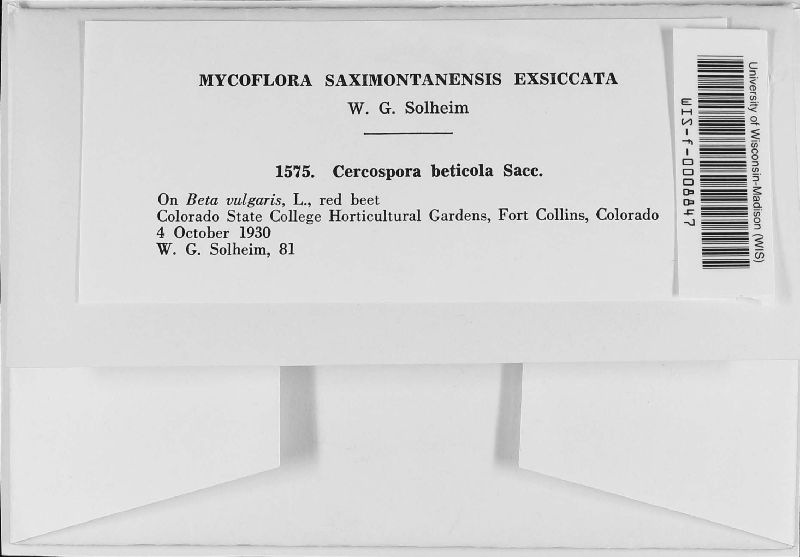 MYCOFLORA SAXIMONTANENSIS EXSICCATA
W. G. Solheim
1575. Cercospora beticola Sacc.
On Beta vulgaris, L., red beet
Colorado State College Horticultural Gardens, Fort Collins, Colorado
4 October 1930
W. G. Solheim, 81
University of Wisconsin-Madison (WIS)
WIS-f-0008847